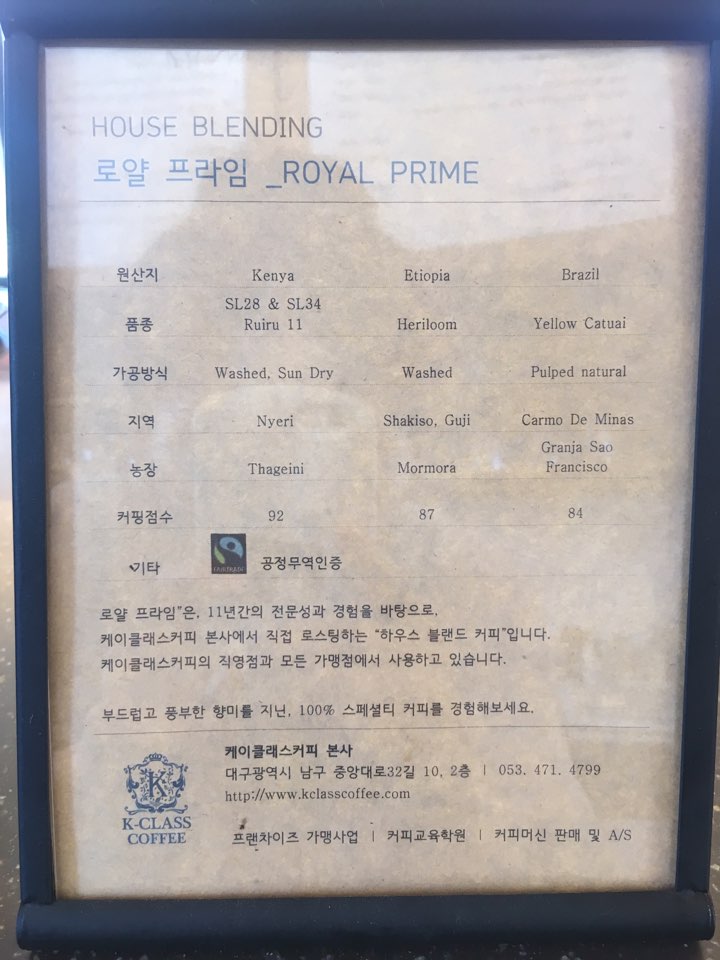 HOUSE BLENDING
로얄 프라임 _ROYAL PRIME
원산지 Kenya Etiopia Brazil
SL28 & SL34
품종 Ruiru 11 Heriloom Yellow Catuai
가공방식 Washed, Sun Dry Washed Pulped natural
지역 Nyeri Shakiso, Guji Carmo De Minas
Granja Sao
농장 Thageini Mormora Francisco
커핑점수 92 87 84
기타 FAIRTRADE 공정무역인증
로얄 프라임"은, 11년간의 전문성과 경험을 바탕으로,
케이클래스커피 본사에서 직접 로스팅하는 "하우스 블랜드 커피"입니다.
케이클래스커피의 직영점과 모든 가맹점에서 사용하고 있습니다.
부드럽고 풍부한 향미를 지닌, 100% 스페셜티 커피를 경험해보세요.
케이클래스커피 본사
대구광역시 남구 중앙대로32길 10, 2층 | 053. 471. 4799
http://www.kclasscoffee.com
K
K-CLASS
COFFEE
프랜차이즈 가맹사업 | 커피교육학원 | 커피머신 판매 및 A/S